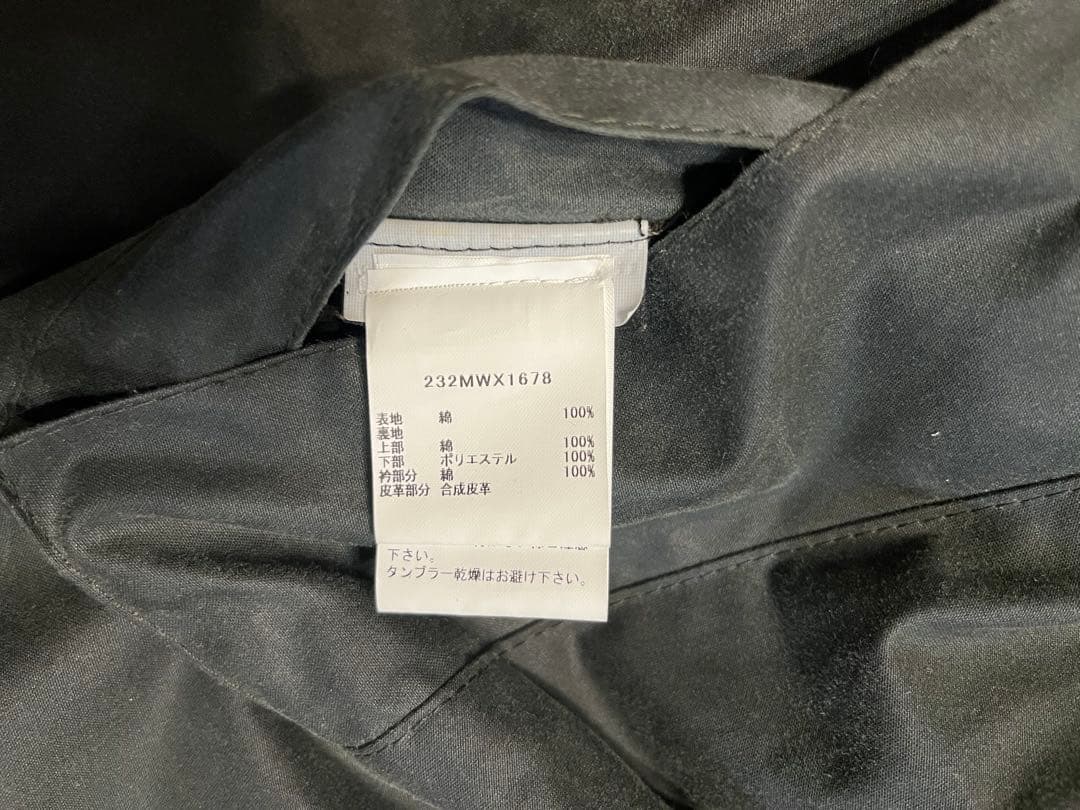 232MWX1678
表地 綿 100%
裏地
上部 綿 100%
下部 ポリエステル 100%
衿部分 綿 100%
皮革部分 合成皮革
下さい。
タンブラー乾燥はお避け下さい。